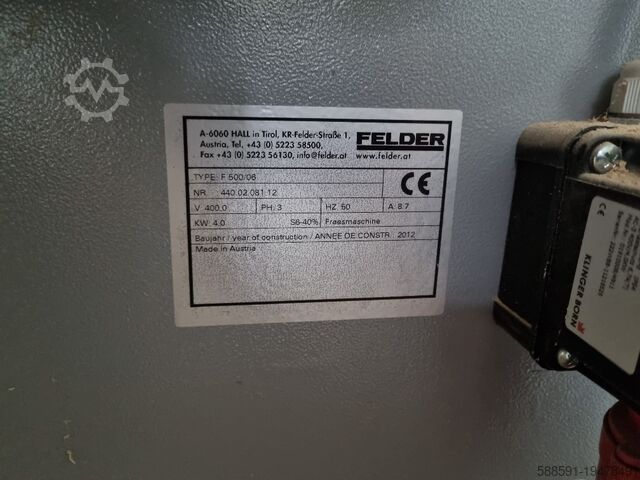 A-6060 HALL in Tirol, KR-Felder-Straße 1,
Austria, Tel. +43 (0) 5223 58500,
Fax +43 (0) 5223 56130, info@felder.at
FELDER
www.felder.at
TYPE F 500/06
NR. 440.02.081.12
CE
V 400.0 PH. 3 HZ. 50 A 8.7
KW 4.0 S6-40% Fraesmaschine
Baujahr / year of construction / ANNEE DE CONSTR. 2012
Made in Austria
KLINGER BORN
588591-19478497